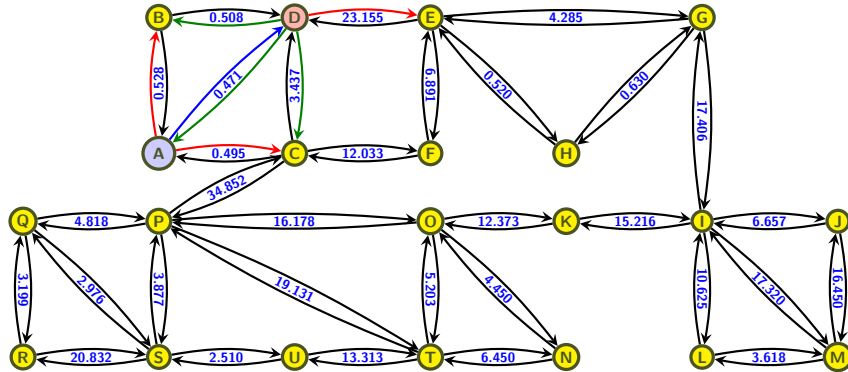 B 0.508 D 23.155 E 4.285 G
0.528 0.471 3.437 6.891 0.520 0.630 17.406
A 0.495 C 12.033 F H
34.852
Q 4.818 P 16.178 O 12.373 K 15.216 I 6.657 J
3.199 2.976 3.877 19.131 5.203 4.450 10.625 17.320 16.450
R 20.832 S 2.510 U 13.313 T 6.450 N L 3.618 M